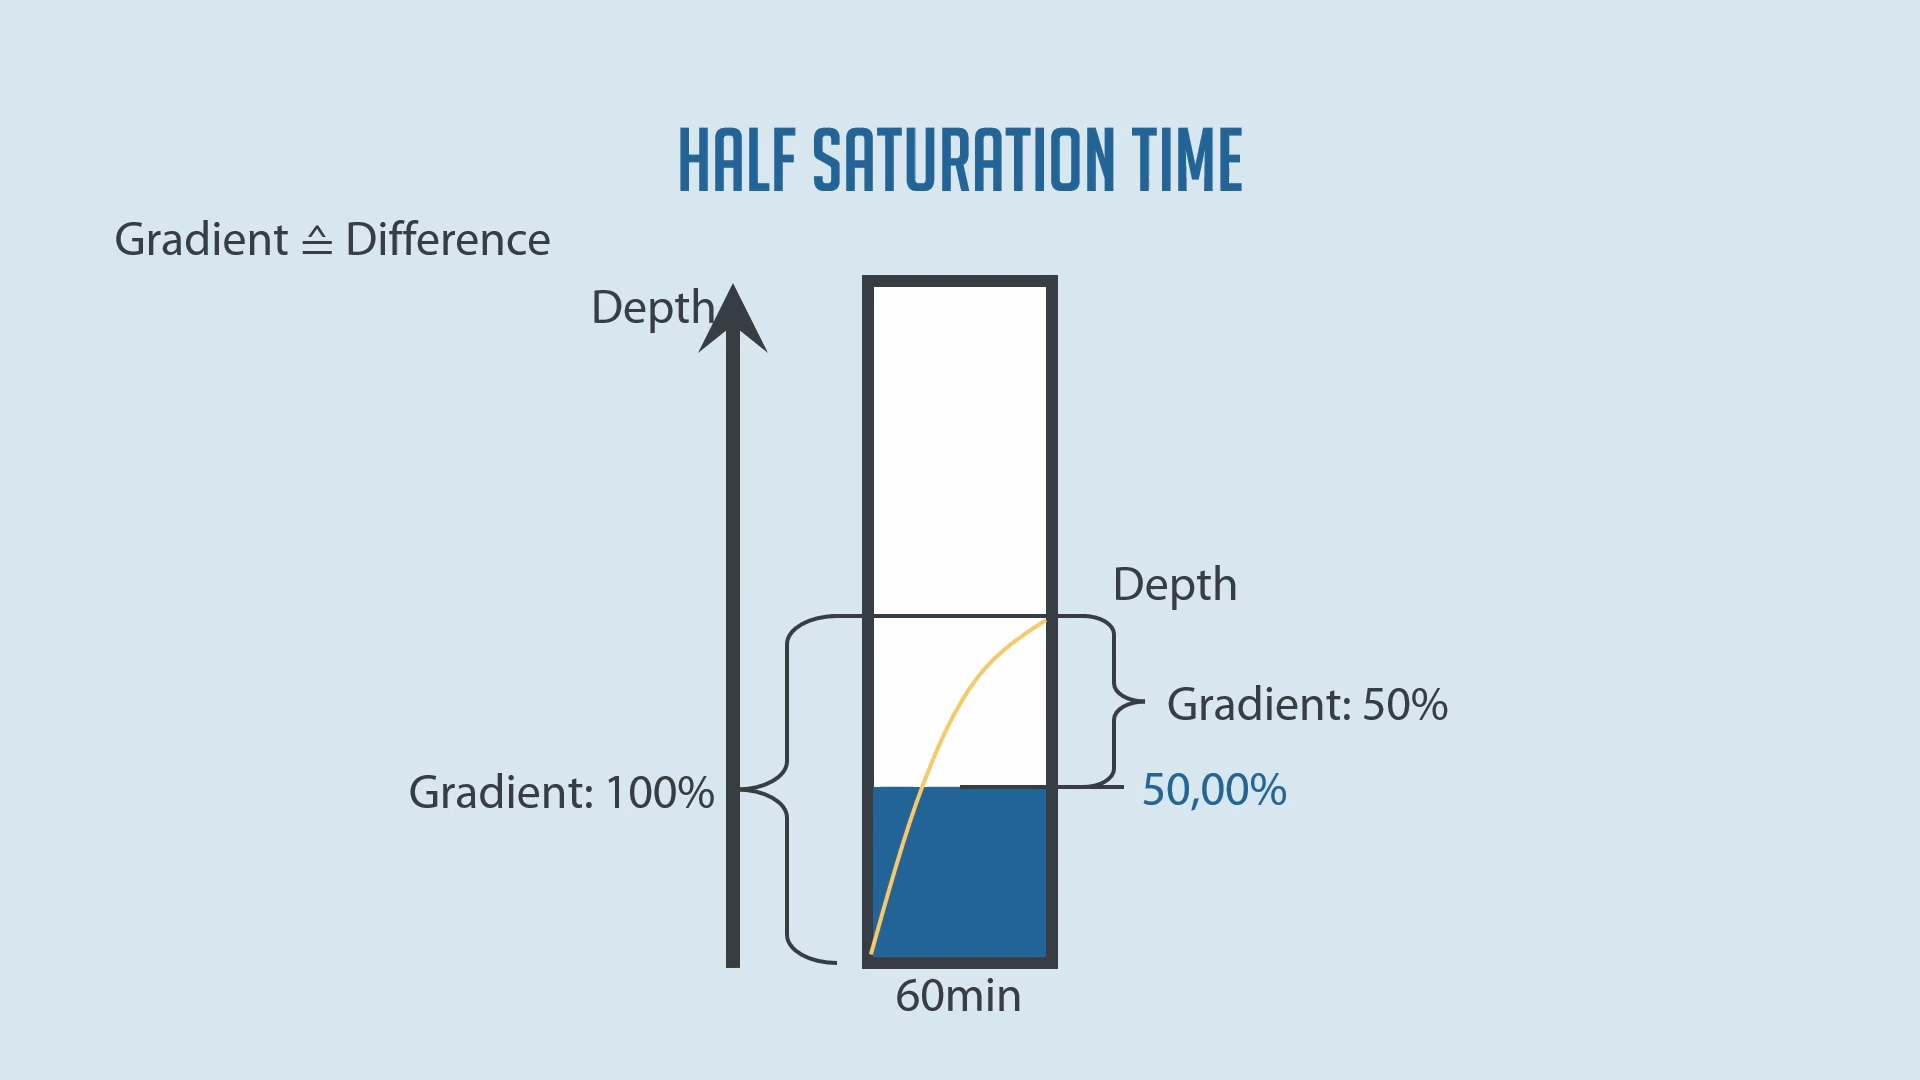 HALF SATURATION TIME
Gradient ≙ Difference
Depth
Depth
Gradient: 50%
Gradient: 100%
50,00%
60min